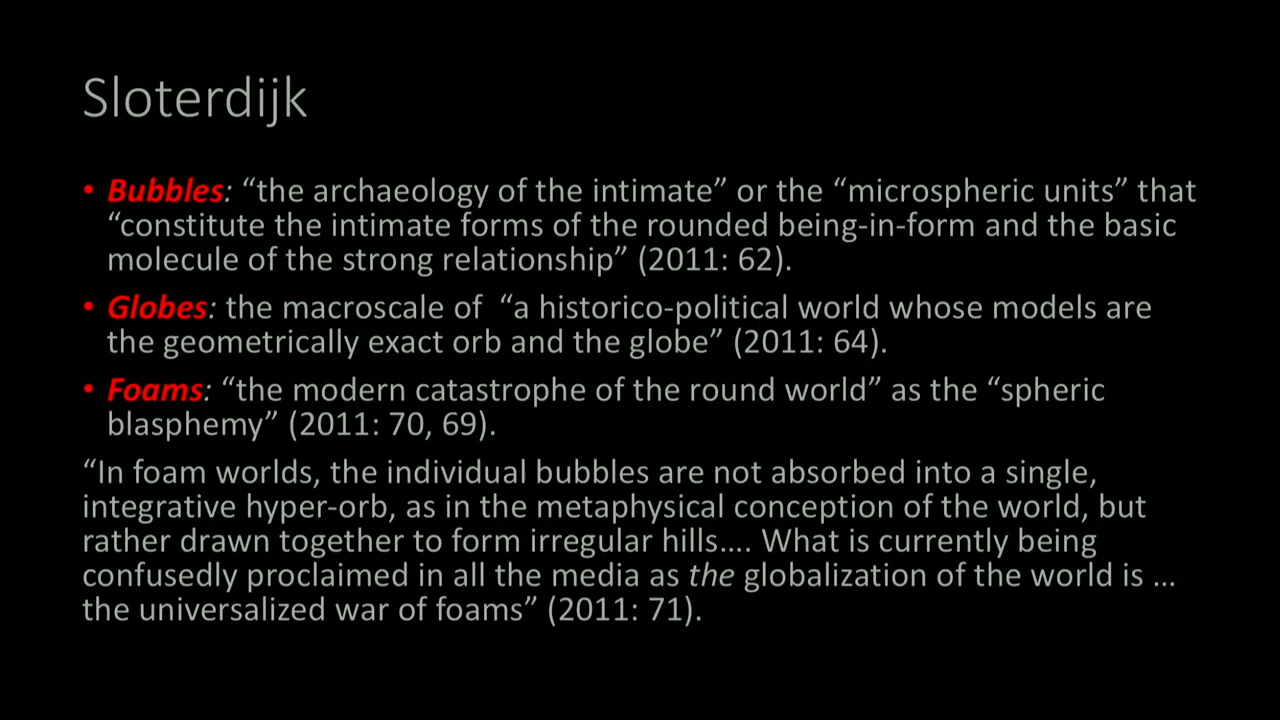 Sloterdijk
• Bubbles: “the archaeology of the intimate” or the “microspheric units” that
“constitute the intimate forms of the rounded being-in-form and the basic
molecule of the strong relationship” (2011: 62).
• Globes: the macroscale of “a historico-political world whose models are
the geometrically exact orb and the globe” (2011: 64).
• Foams: “the modern catastrophe of the round world” as the “spheric
blasphemy” (2011: 70, 69).
“In foam worlds, the individual bubbles are not absorbed into a single,
integrative hyper-orb, as in the metaphysical conception of the world, but
rather drawn together to form irregular hills…. What is currently being
confusedly proclaimed in all the media as the globalization of the world is …
the universalized war of foams” (2011: 71).